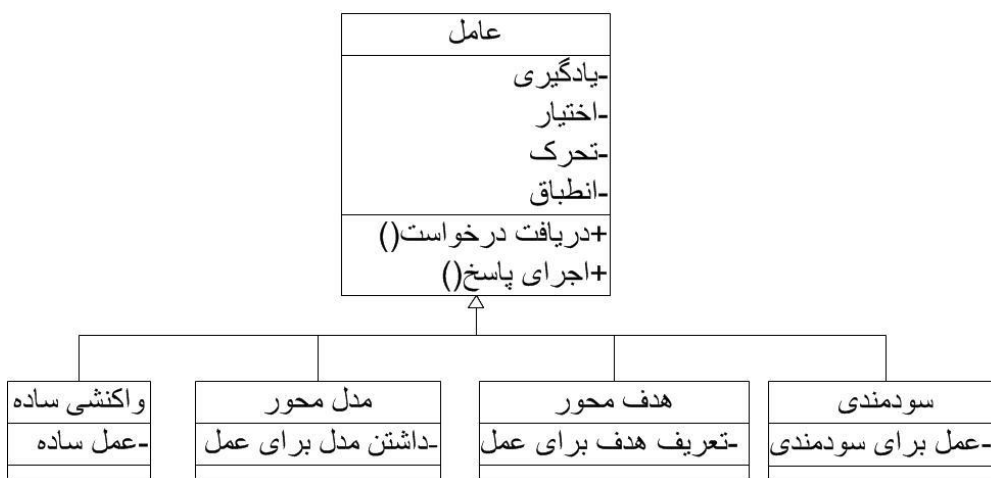 عامل
-یادگیری
-اختیار
-تحرک
-انطباق
+دریافت درخواست()
+اجرای پاسخ()
سودمندی
-عمل برای سودمندی
هدف محور
-تعریف هدف برای عمل
مدل محور
-داشتن مدل برای عمل
واکنشی ساده
-عمل ساده